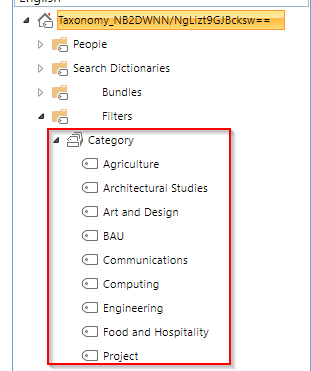 English
Taxonomy_NB2DWNN/NgLizt9GJBcksw==
People
Search Dictionaries
Bundles
Filters
Category
Agriculture
Architectural Studies
Art and Design
BAU
Communications
Computing
Engineering
Food and Hospitality
Project